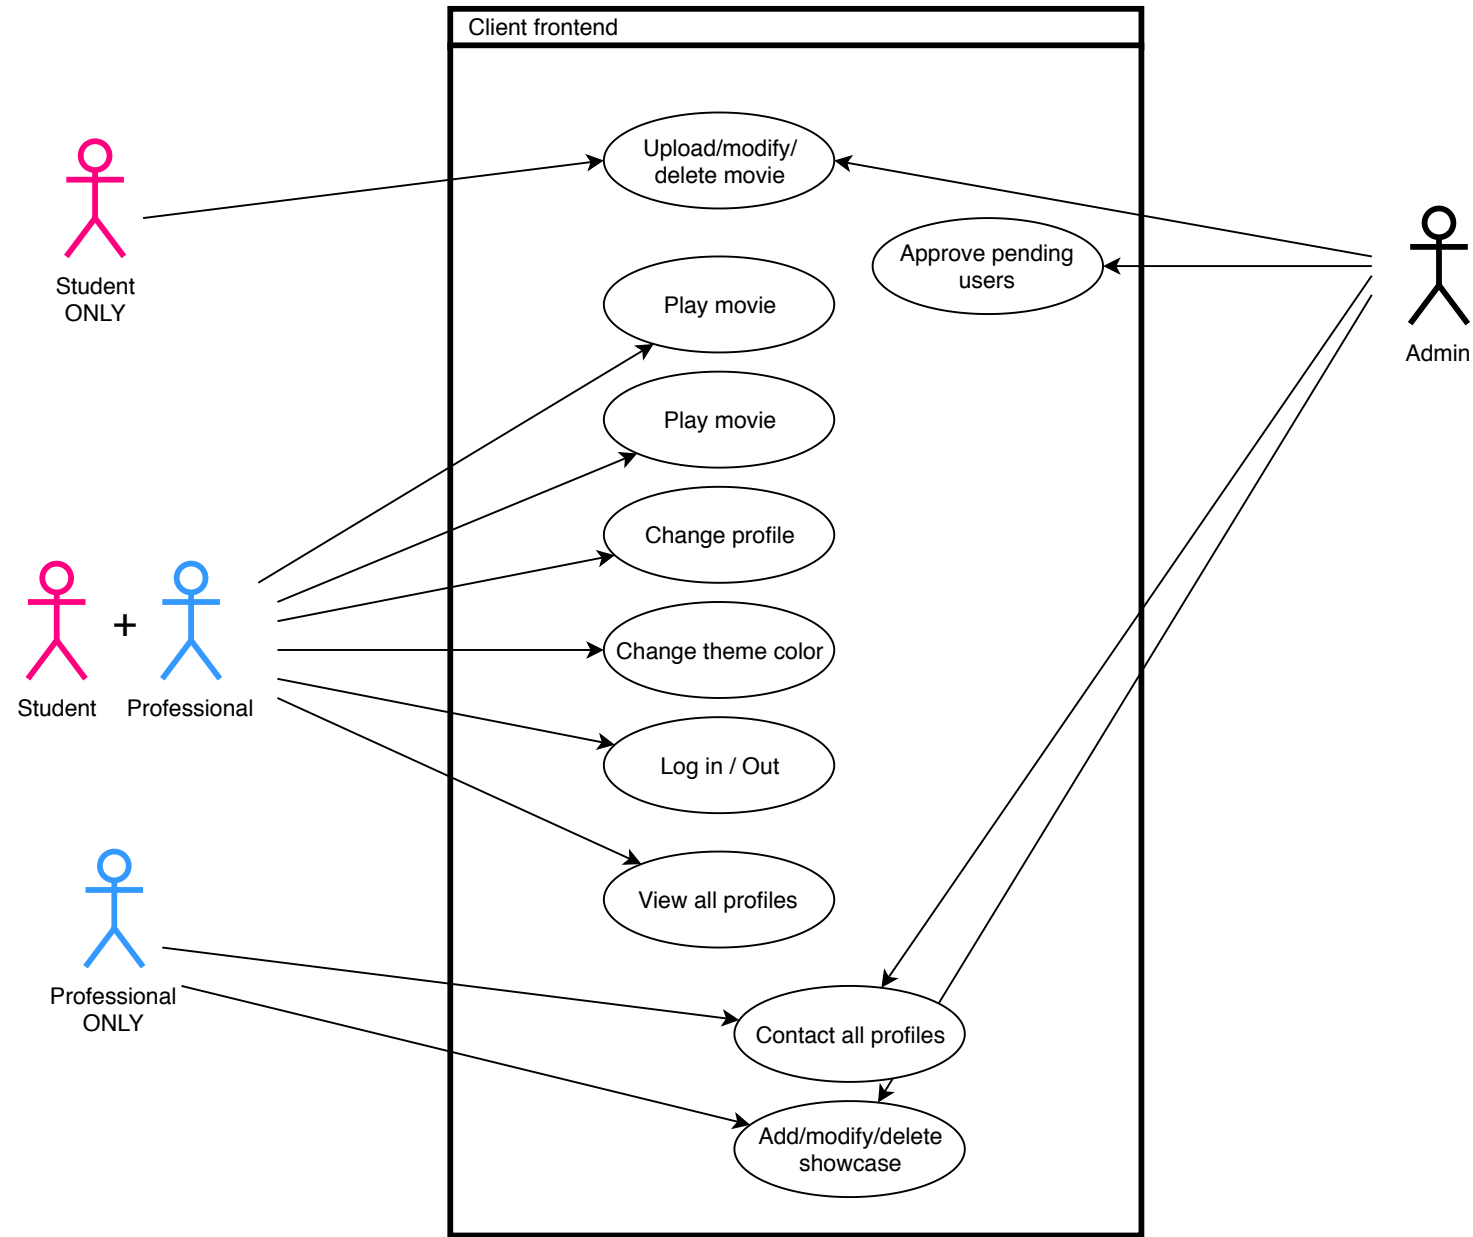 Client frontend
Upload/modify/
delete movie
Student
ONLY
Approve pending
users
Admin
Play movie
Play movie
Change profile
Change theme color
+
Student
Professional
Log in / Out
View all profiles
Professional
ONLY
Contact all profiles
Add/modify/delete
showcase